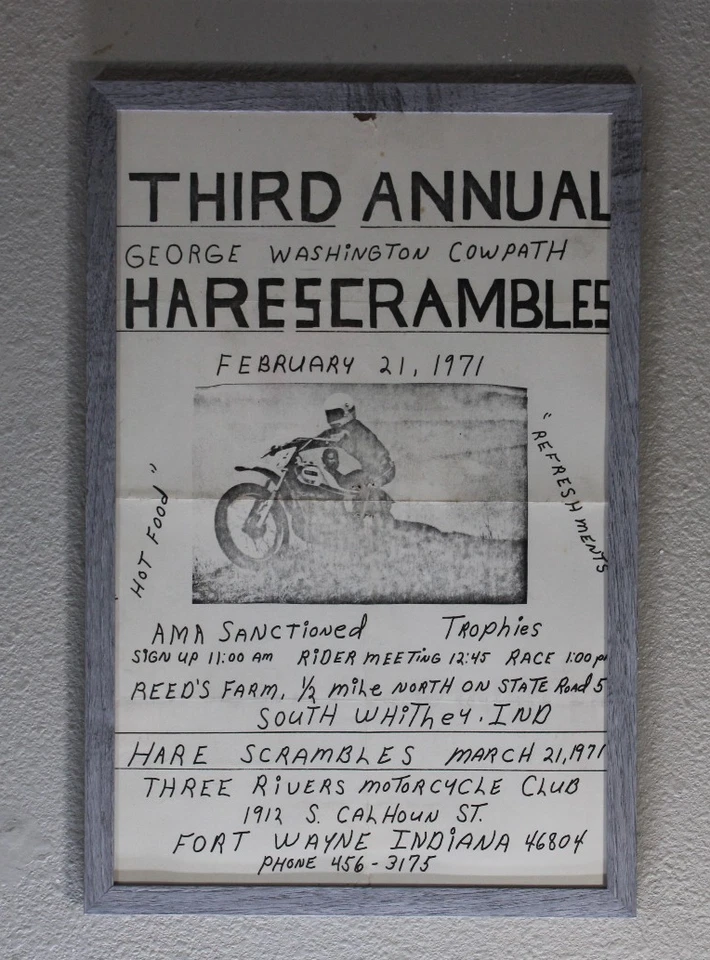 THIRD ANNUAL
GEORGE WASHINGTON COWPATH
HARESCRAMBLES
FEBRUARY 21, 1971
HOT FOOD"
"REFRESHMENTS
AMA SANCTIONED TROPHIES
SIGN UP 11:00 AM RIDER MEETING 12:45 RACE 1:00 PM
REED'S FARM, 1/2 MILE NORTH ON STATE ROAD 5
SOUTH WHITHEY, IND
HARE SCRAMBLES MARCH 21, 1971
THREE RIVERS MOTORCYCLE CLUB
1912 S. CALHOUN ST.
FORT WAYNE INDIANA 46804
PHONE 456-3175